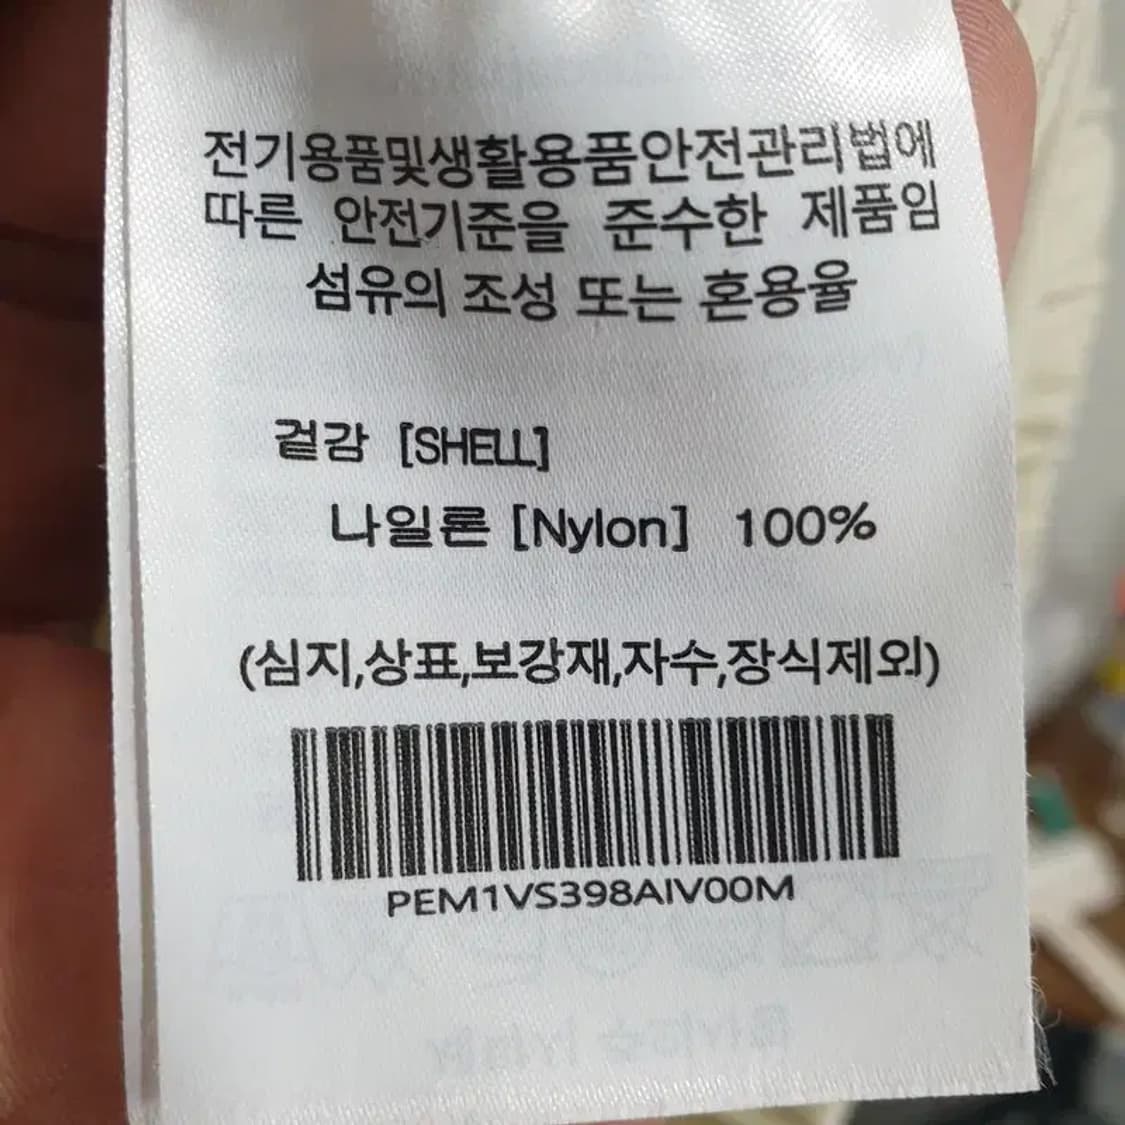 전기용품및생활용품안전관리법에
따른 안전기준을 준수한 제품임
섬유의 조성 또는 혼용율
겉감 [SHELL]
나일론 [Nylon] 100%
(심지,상표,보강재,자수,장식제외)
PEM1VS398AIV00M